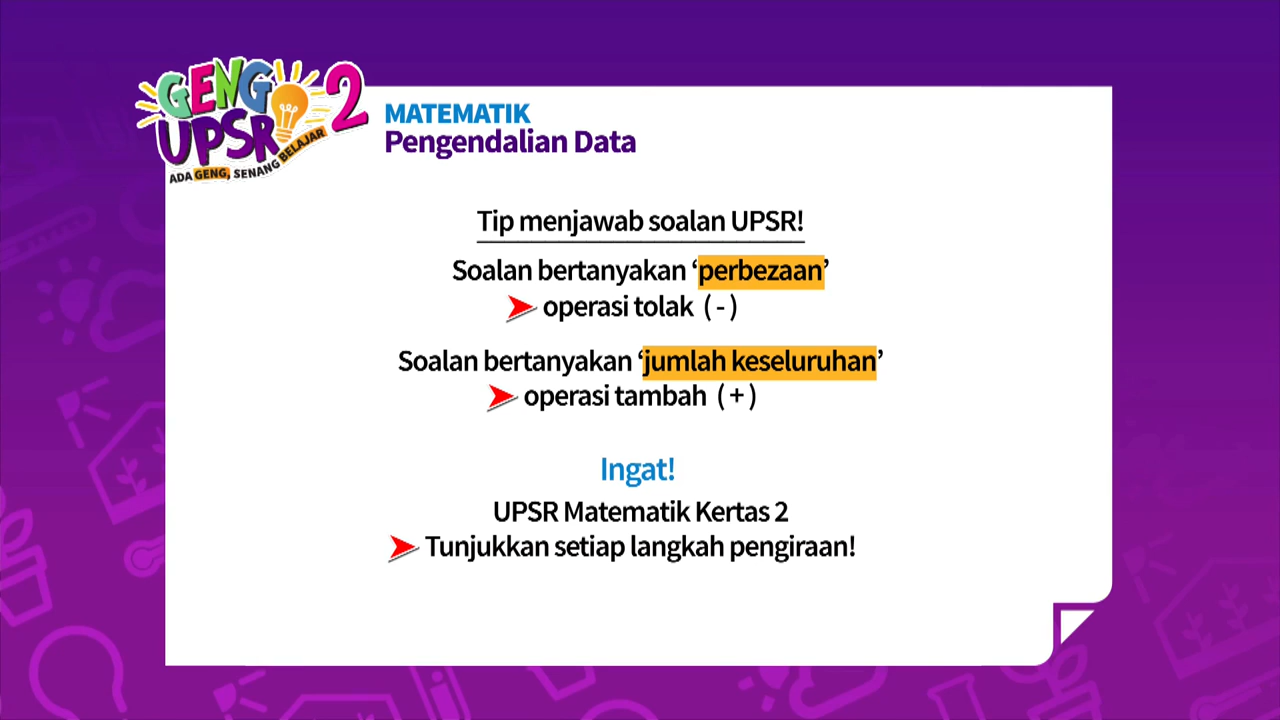 GENG
UPSR 2
ADA GENG, SENANG BELAJAR
MATEMATIK
Pengendalian Data
Tip menjawab soalan UPSR!
Soalan bertanyakan ‘perbezaan’
➤ operasi tolak ( - )
Soalan bertanyakan ‘jumlah keseluruhan’
➤ operasi tambah ( + )
Ingat!
UPSR Matematik Kertas 2
➤ Tunjukkan setiap langkah pengiraan!